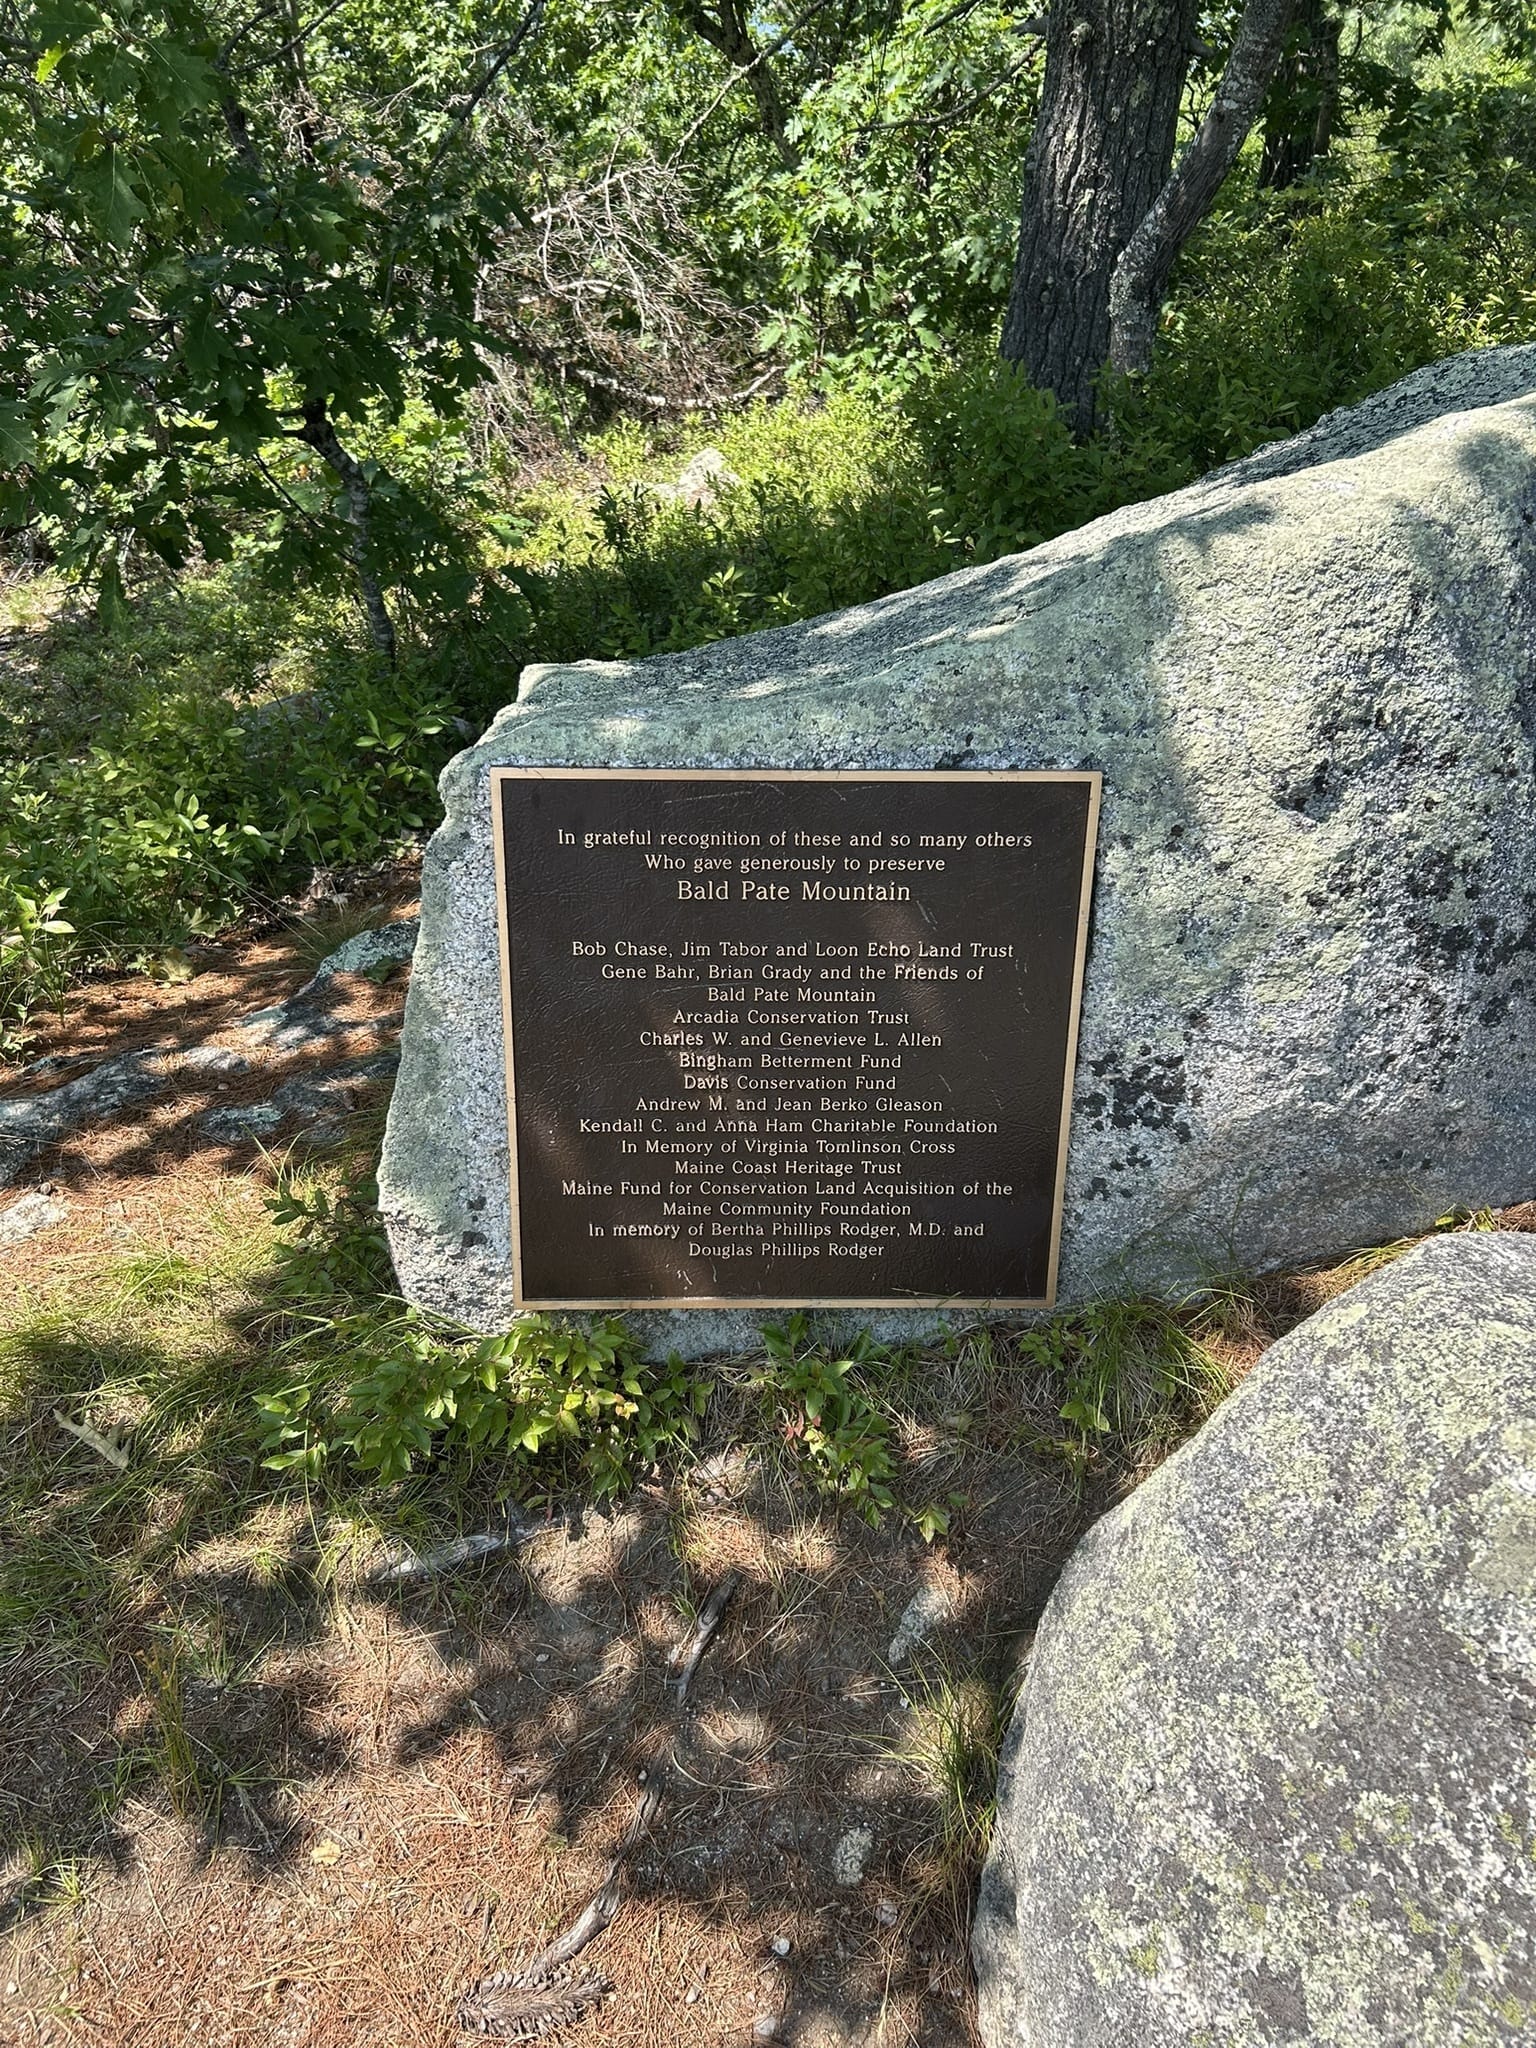 In grateful recognition of these and so many others
Who gave generously to preserve
Bald Pate Mountain
Bob Chase, Jim Tabor and Loon Echo Land Trust
Gene Bahr, Brian Grady and the Friends of
Bald Pate Mountain
Arcadia Conservation Trust
Charles W. and Genevieve L. Allen
Bingham Betterment Fund
Davis Conservation Fund
Andrew M. and Jean Berko Gleason
Kendall C. and Anna Ham Charitable Foundation
In Memory of Virginia Tomlinson Cross
Maine Coast Heritage Trust
Maine Fund for Conservation Land Acquisition of the
Maine Community Foundation
In memory of Bertha Phillips Rodger, M.D. and
Douglas Phillips Rodger